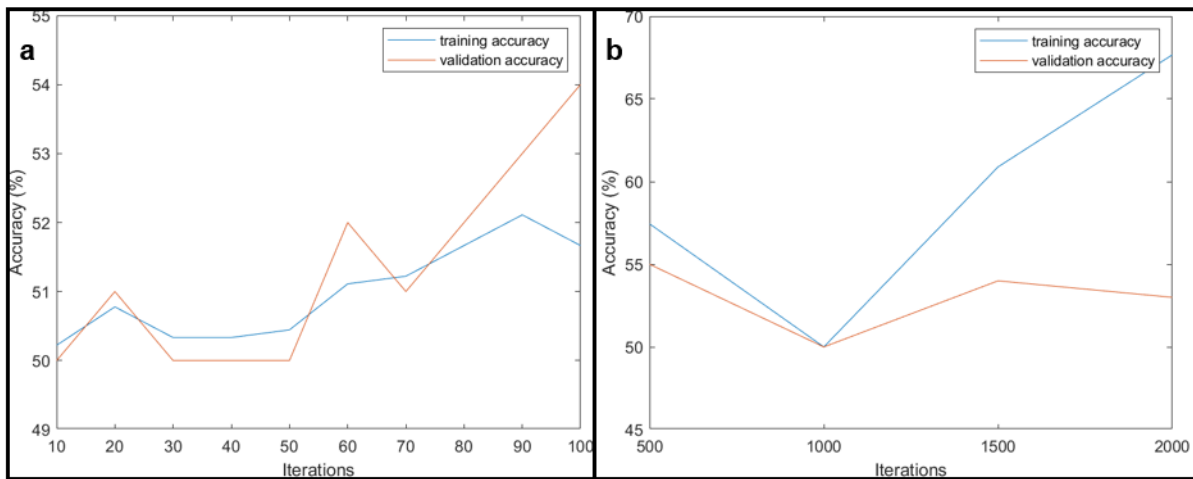 a
training accuracy
validation accuracy
Accuracy (%)
55
54
53
52
51
50
49
10 20 30 40 50 60 70 80 90 100
Iterations
b
training accuracy
validation accuracy
Accuracy (%)
70
65
60
55
50
45
500 1000 1500 2000
Iterations